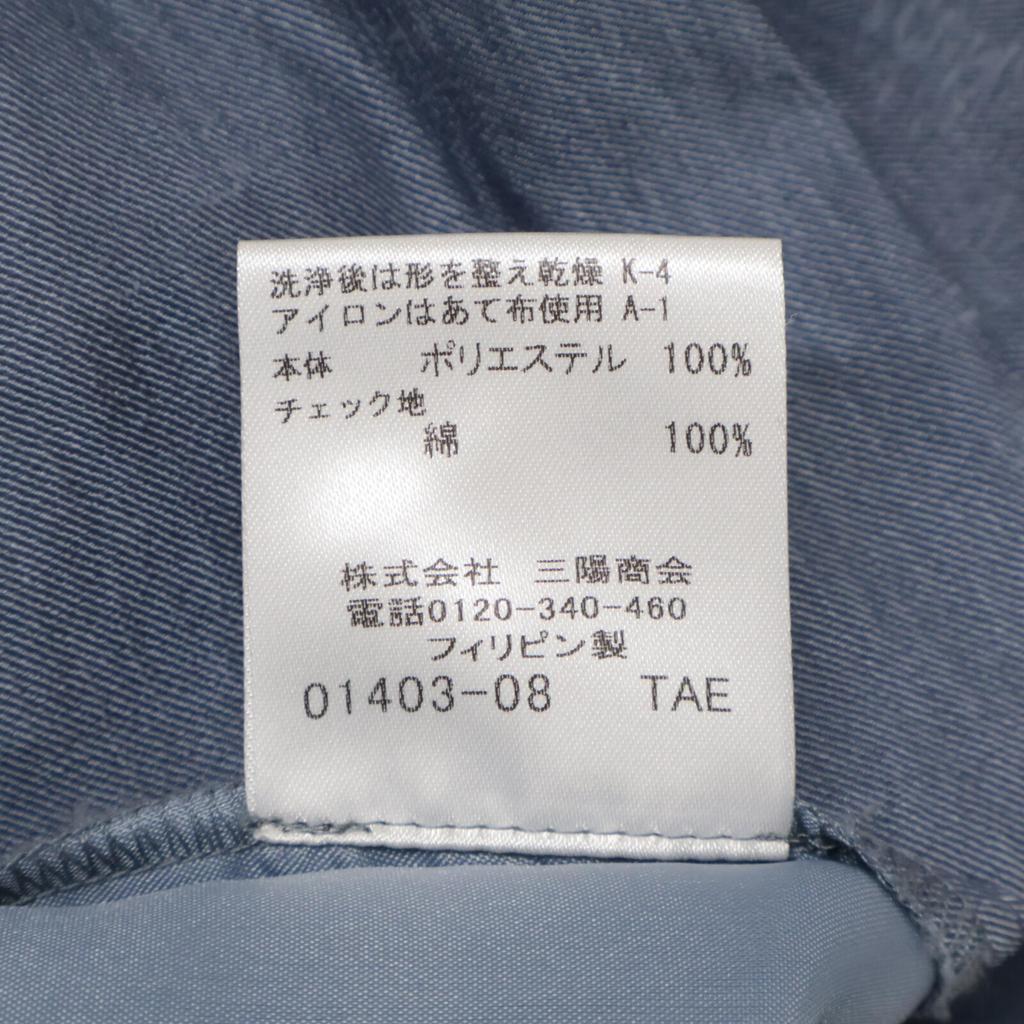 洗浄後は形を整え乾燥 K-4
アイロンはあて布使用 A-1
本体 ポリエステル 100%
チェック地
綿 100%
株式会社 三陽商会
電話0120-340-460
フィリピン製
01403-08 TAE